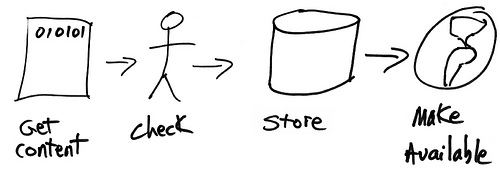 010101
Get
content
check
Store
Make
Available